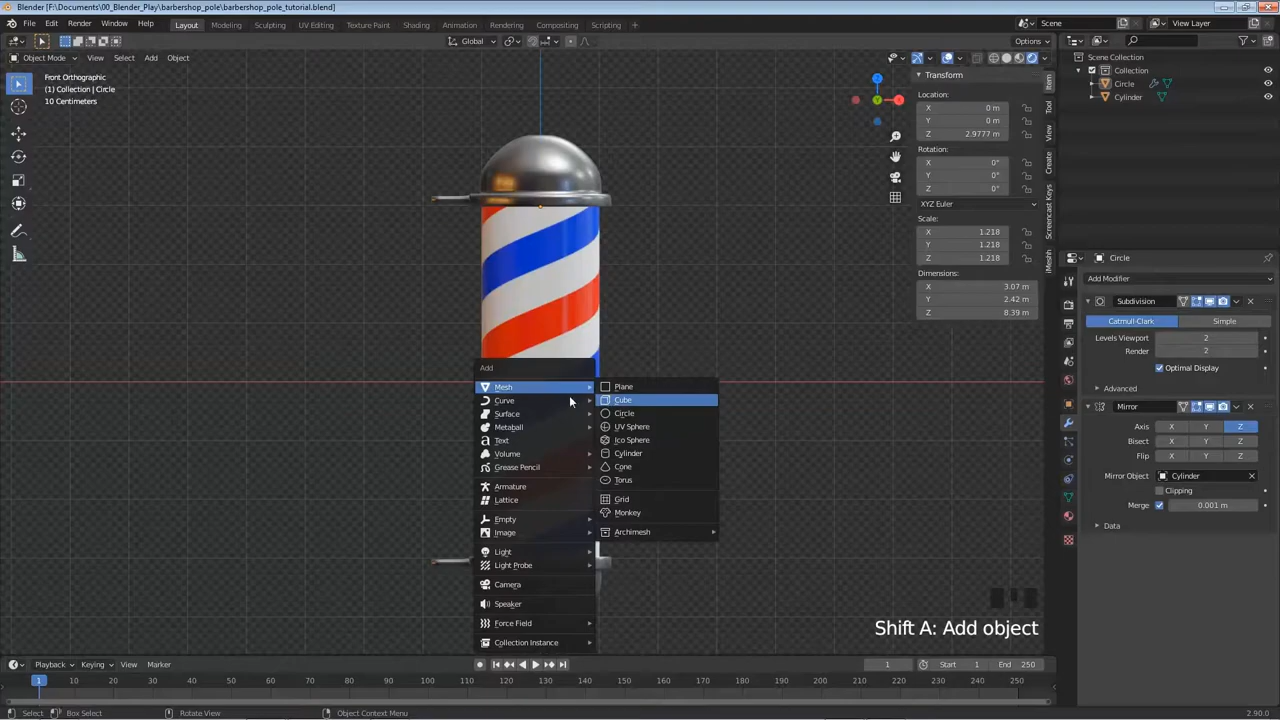 Blender [F:\Documents\00_Blender_Play\barbershop_pole\barbershop_pole_tutorial.blend]
File Edit Render Window Help Layout Modeling Sculpting UV Editing Texture Paint Shading Animation Rendering Compositing Scripting + Scene View Layer
Global Options
Object Mode View Select Add Object
Front Orthographic
(1) Collection | Circle
10 Centimeters
Transform
Location:
X 0 m
Y 0 m
Z 2.9777 m
Rotation:
X 0°
Y 0°
Z 0°
XYZ Euler
Scale:
X 1.218
Y 1.218
Z 1.218
Dimensions:
X 3.07 m
Y 2.42 m
Z 8.39 m
Item
Tool
View
Create
Screencast Keys
iMeshh
Scene Collection
Collection
Circle
Cylinder
Circle
Add Modifier
Subdivision
Catmull-Clark Simple
Levels Viewport 2
Render 2
Optimal Display
Advanced
Mirror
Axis X Y Z
Bisect X Y Z
Flip X Y Z
Mirror Object Cylinder
Clipping
Merge 0.001 m
Data
Add
Mesh
Curve
Surface
Metaball
Text
Volume
Grease Pencil
Armature
Lattice
Empty
Image
Light
Light Probe
Camera
Speaker
Force Field
Collection Instance
Plane
Cube
Circle
UV Sphere
Ico Sphere
Cylinder
Cone
Torus
Grid
Monkey
Archimesh
Shift A: Add object
Playback Keying View Marker 1 Start 1 End 250
1 10 20 30 40 50 60 70 80 90 100 110 120 130 140 150 160 170 180 190 200 210 220 230 240 250
Select Box Select Rotate View Object Context Menu 2.90.0